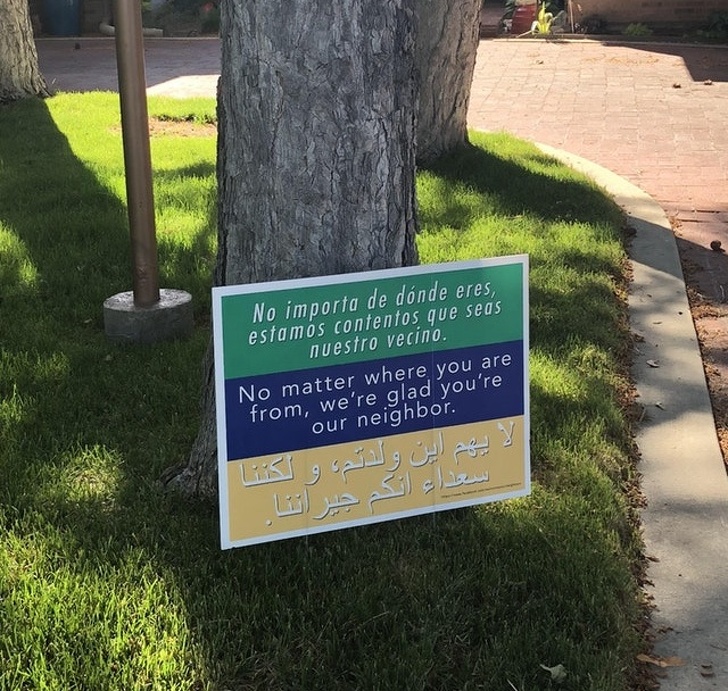 No importa de dónde eres,
estamos contentos que seas
nuestro vecino.
No matter where you are
from, we're glad you're
our neighbor.
لا يهم اين ولدتم، و لكننا
سعداء انكم جيراننا.